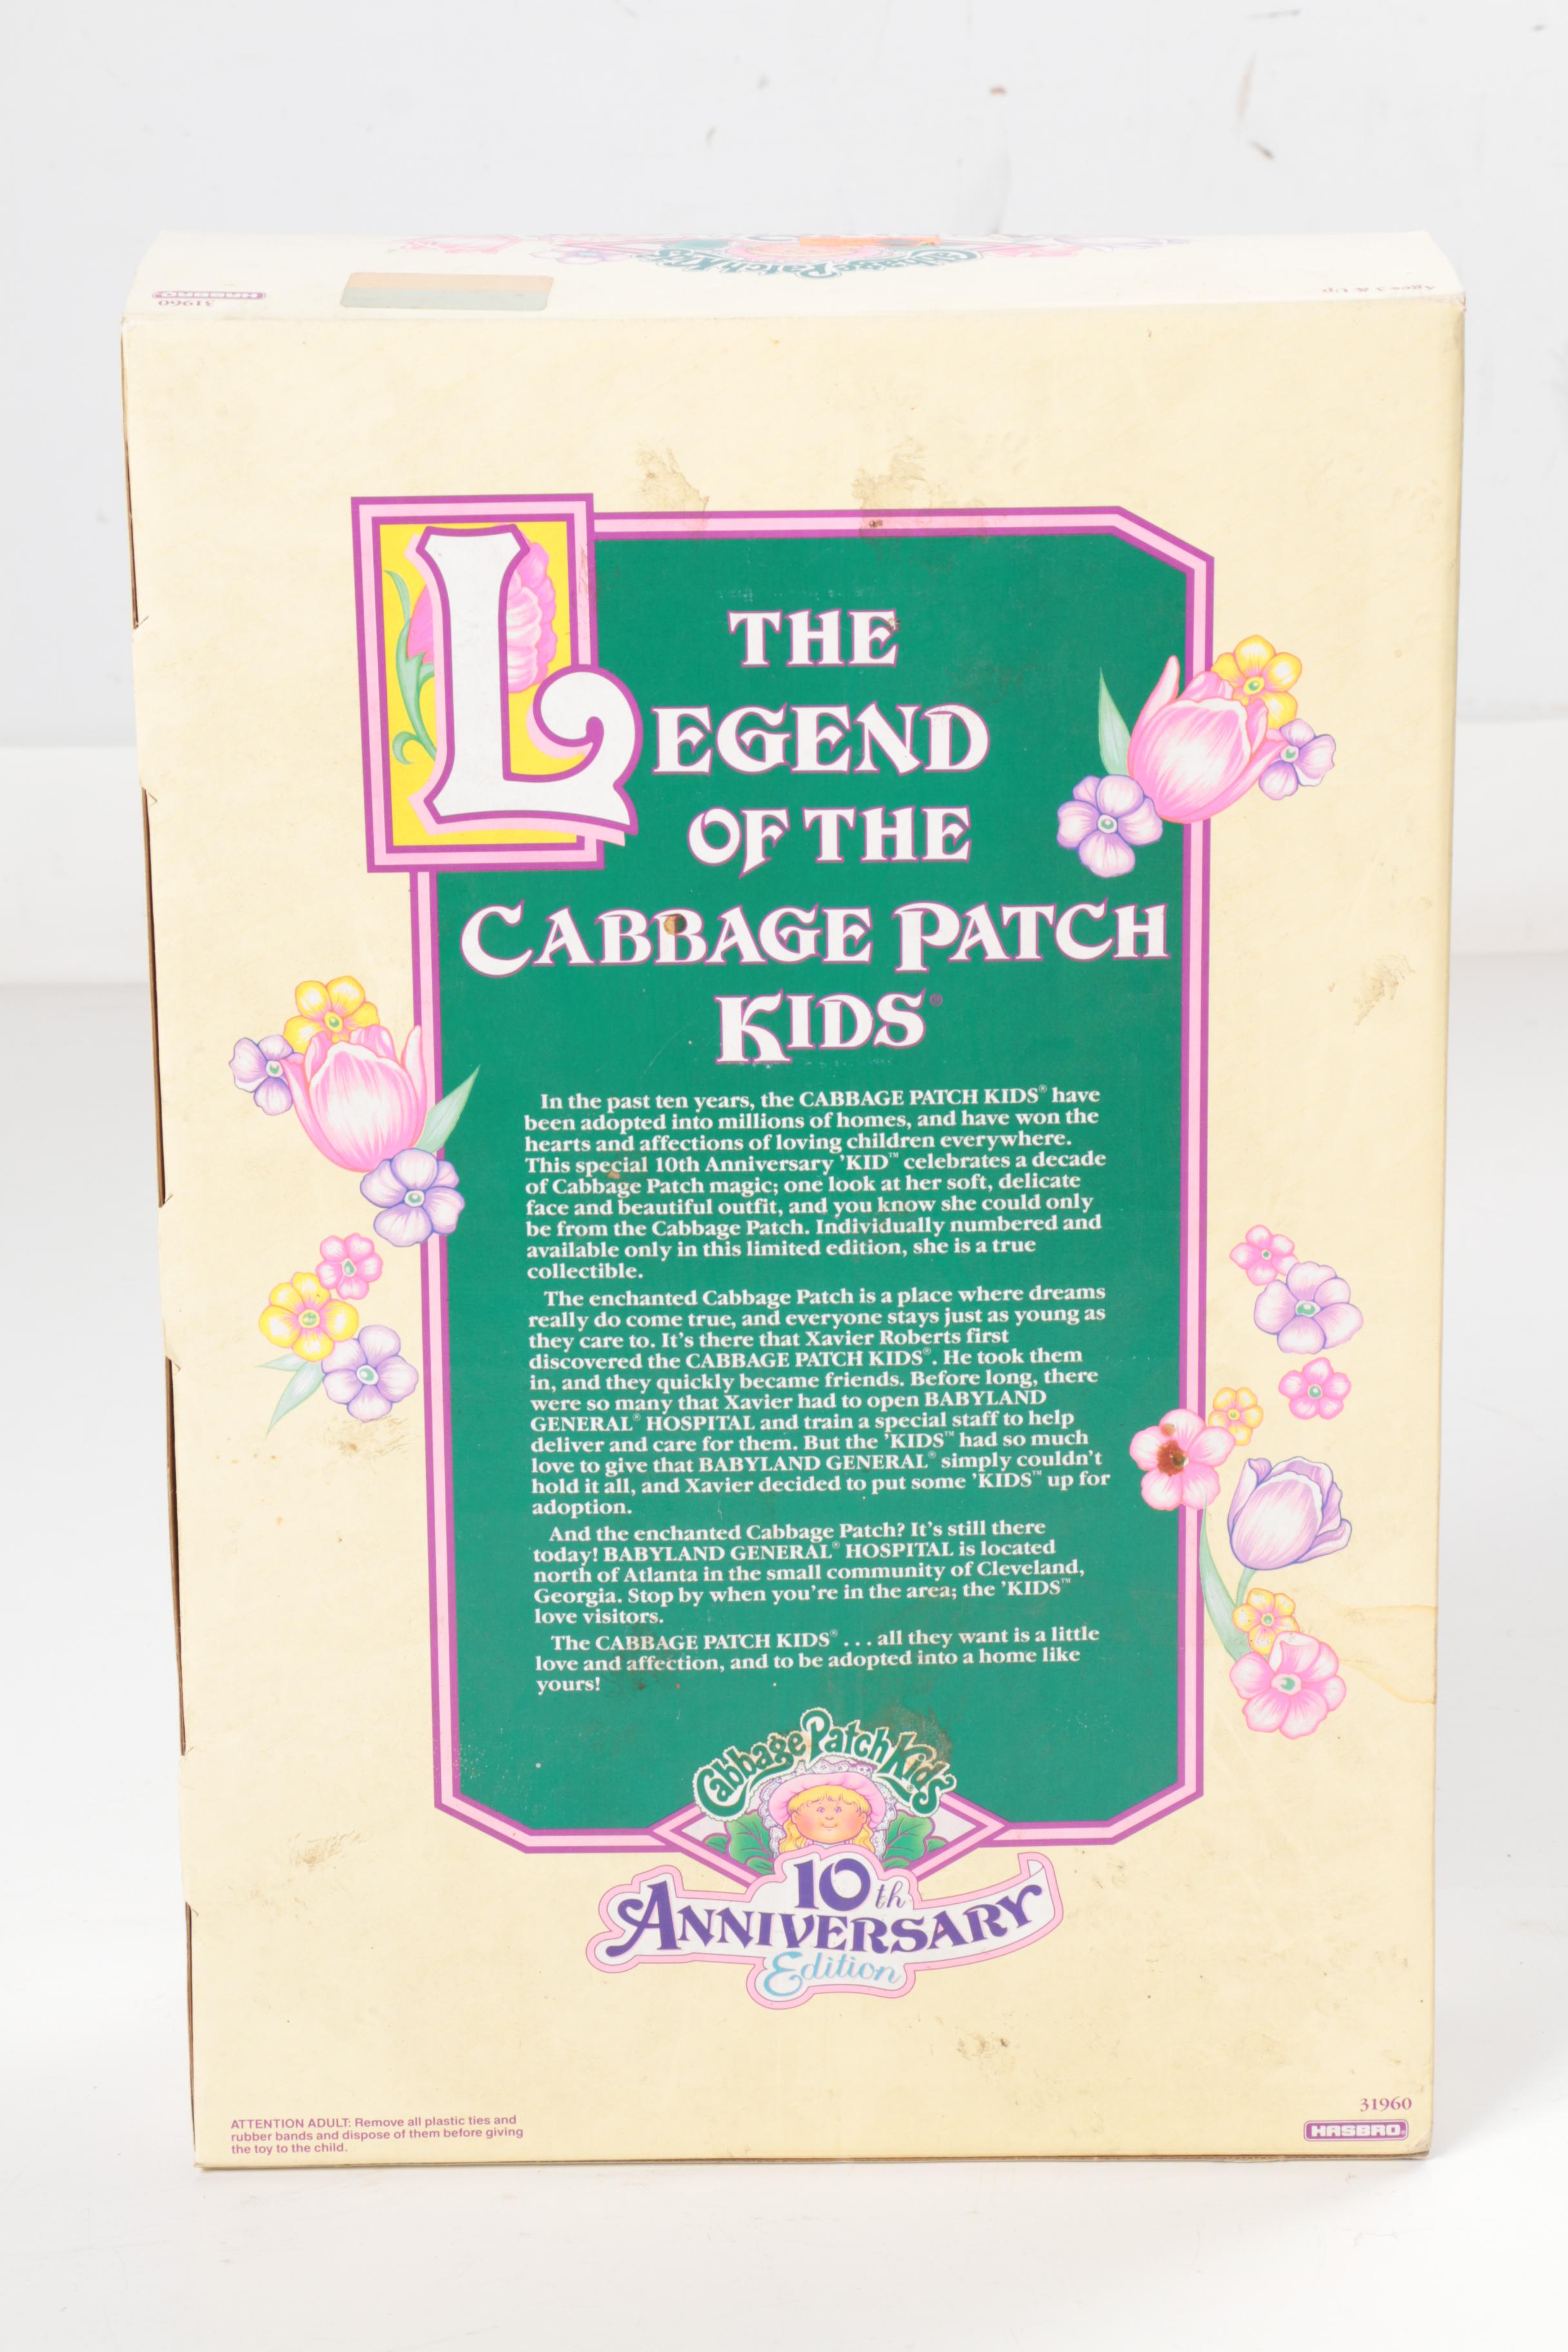 Cabbage Patch Kids
HASBRO
31960
Ages 3 & Up
THE
LEGEND
OF THE
CABBAGE PATCH
KIDS®
In the past ten years, the CABBAGE PATCH KIDS® have
been adopted into millions of homes, and have won the
hearts and affections of loving children everywhere.
This special 10th Anniversary 'KID™ celebrates a decade
of Cabbage Patch magic; one look at her soft, delicate
face and beautiful outfit, and you know she could only
be from the Cabbage Patch. Individually numbered and
available only in this limited edition, she is a true
collectible.
The enchanted Cabbage Patch is a place where dreams
really do come true, and everyone stays just as young as
they care to. It's there that Xavier Roberts first
discovered the CABBAGE PATCH KIDS®. He took them
in, and they quickly became friends. Before long, there
were so many that Xavier had to open BABYLAND
GENERAL® HOSPITAL and train a special staff to help
deliver and care for them. But the 'KIDS™ had so much
love to give that BABYLAND GENERAL® simply couldn't
hold it all, and Xavier decided to put some 'KIDS™ up for
adoption.
And the enchanted Cabbage Patch? It's still there
today! BABYLAND GENERAL® HOSPITAL is located
north of Atlanta in the small community of Cleveland,
Georgia. Stop by when you're in the area; the 'KIDS™
love visitors.
The CABBAGE PATCH KIDS® . . . all they want is a little
love and affection, and to be adopted into a home like
yours!
Cabbage Patch Kids
10th
ANNIVERSARY
Edition
ATTENTION ADULT: Remove all plastic ties and
rubber bands and dispose of them before giving
the toy to the child.
31960
HASBRO®